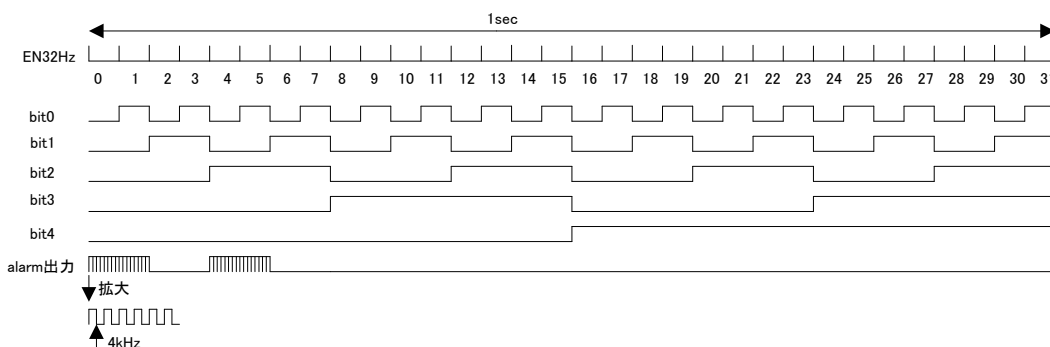 1sec
EN32Hz
0 1 2 3 4 5 6 7 8 9 10 11 12 13 14 15 16 17 18 19 20 21 22 23 24 25 26 27 28 29 30 3
bit0
bit1
bit2
bit3
bit4
alarm出力
拡大
4kHz